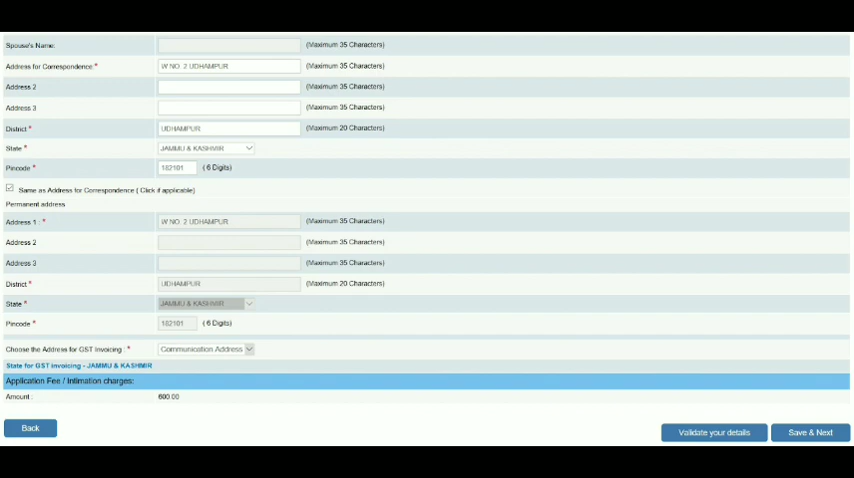 Spouse's Name: (Maximum 35 Characters)
Address for Correspondence:* W NO. 2 UDHAMPUR (Maximum 35 Characters)
Address 2 (Maximum 35 Characters)
Address 3 (Maximum 35 Characters)
District * UDHAMPUR (Maximum 20 Characters)
State * JAMMU & KASHMIR
Pincode * 182101 ( 6 Digits)
Same as Address for Correspondence ( Click if applicable)
Permanent address
Address 1 : * W NO. 2 UDHAMPUR (Maximum 35 Characters)
Address 2 (Maximum 35 Characters)
Address 3 (Maximum 35 Characters)
District * UDHAMPUR (Maximum 20 Characters)
State * JAMMU & KASHMIR
Pincode * 182101 ( 6 Digits)
Choose the Address for GST Invoicing : * Communication Address
State for GST invoicing - JAMMU & KASHMIR
Application Fee / Intimation charges:
Amount : 600.00
Back Validate your details Save & Next